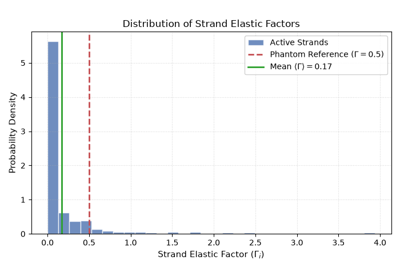 Distribution of Strand Elastic Factors
Active Strands
Phantom Reference (Γ = 0.5)
Mean ⟨Γ⟩ = 0.17
Probability Density
5
4
3
2
1
0
0.0 0.5 1.0 1.5 2.0 2.5 3.0 3.5 4.0
Strand Elastic Factor (Γᵢ)